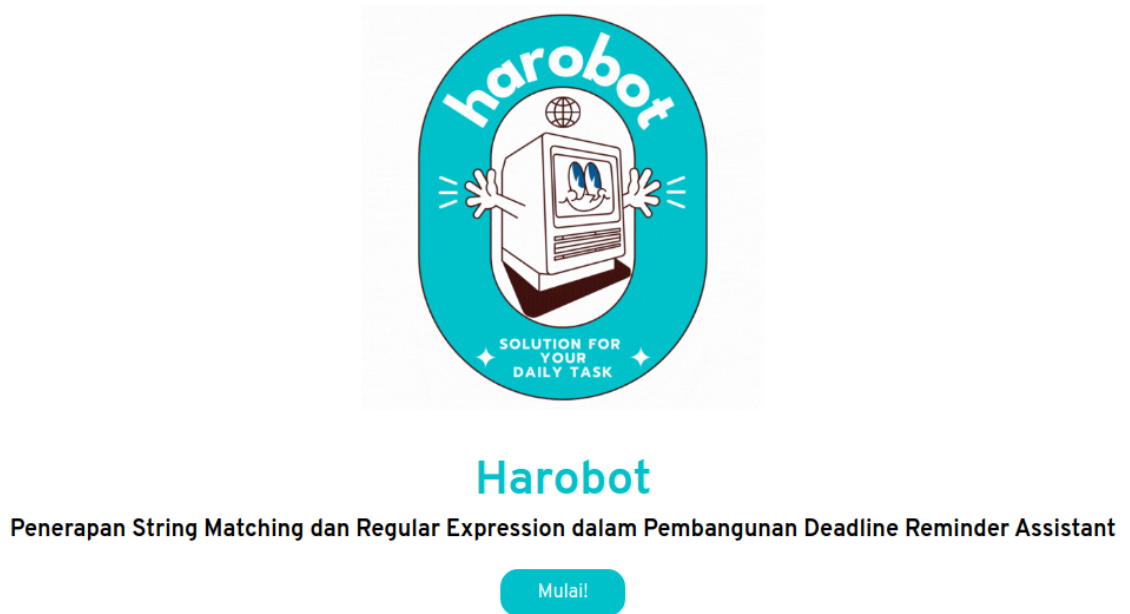 harobot
SOLUTION FOR
YOUR
DAILY TASK
Harobot
Penerapan String Matching dan Regular Expression dalam Pembangunan Deadline Reminder Assistant
Mulai!